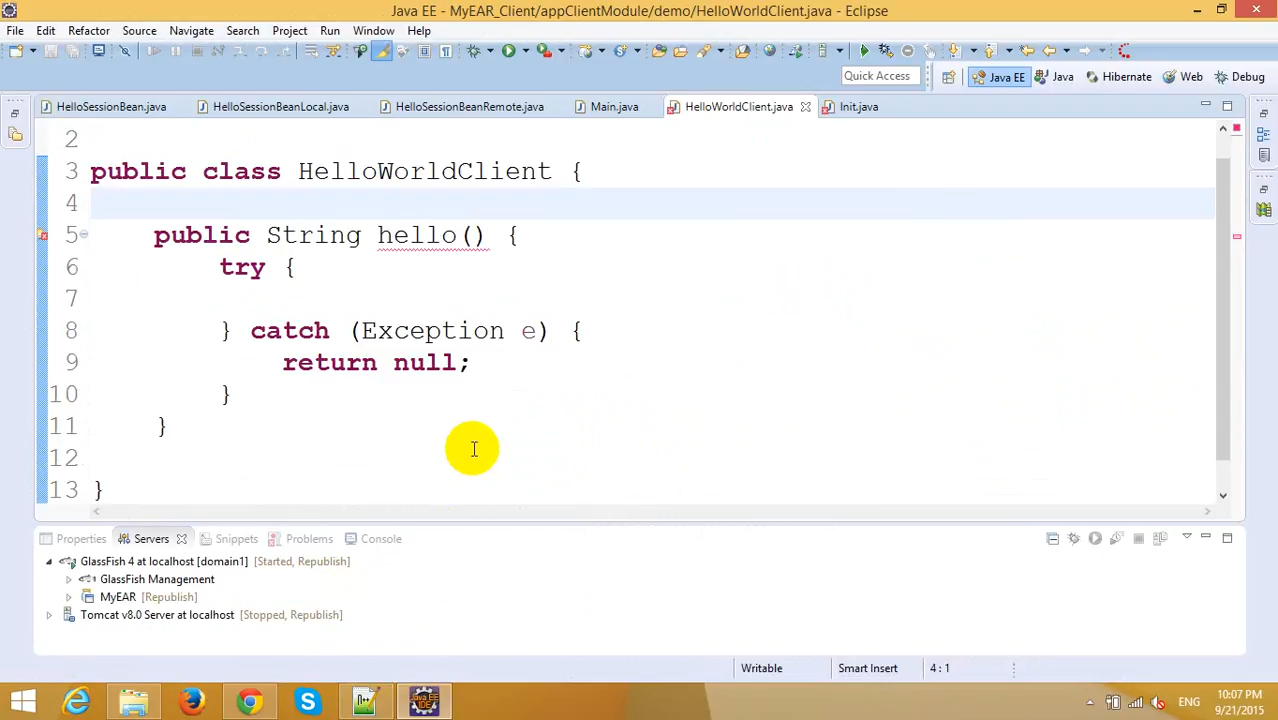 Java EE - MyEAR_Client/appClientModule/demo/HelloWorldClient.java - Eclipse
File Edit Refactor Source Navigate Search Project Run Window Help
Quick Access
Java EE Java Hibernate Web Debug
HelloSessionBean.java HelloSessionBeanLocal.java HelloSessionBeanRemote.java Main.java HelloWorldClient.java Init.java
2
3 public class HelloWorldClient {
4
5 public String hello() {
6 try {
7
8 } catch (Exception e) {
9 return null;
10 }
11 }
12
13 }
Properties Servers Snippets Problems Console
GlassFish 4 at localhost [domain1] [Started, Republish]
GlassFish Management
MyEAR [Republish]
Tomcat v8.0 Server at localhost [Stopped, Republish]
Writable Smart Insert 4 : 1
Java EE IDE
ENG
10:07 PM
9/21/2015